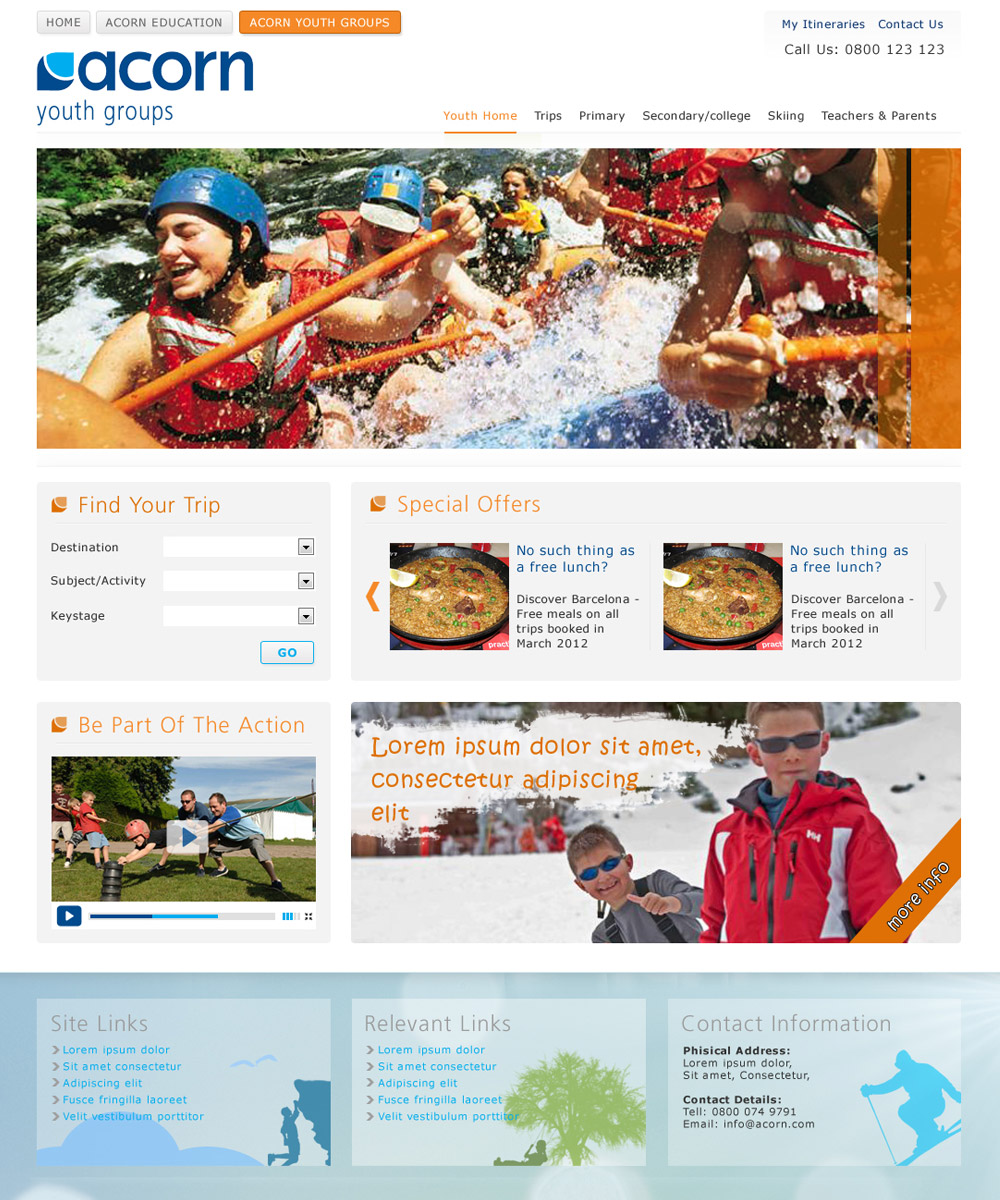 HOME
ACORN EDUCATION
ACORN YOUTH GROUPS
My Itineraries
Contact Us
Call Us: 0800 123 123
acorn
youth groups
Youth Home
Trips
Primary
Secondary/college
Skiing
Teachers & Parents
Find Your Trip
Destination
Subject/Activity
Keystage
GO
Special Offers
No such thing as
a free lunch?
Discover Barcelona -
Free meals on all
trips booked in
March 2012
No such thing as
a free lunch?
Discover Barcelona -
Free meals on all
trips booked in
March 2012
Be Part Of The Action
Lorem ipsum dolor sit amet,
consectetur adipiscing
elit
HH
more info
Site Links
Lorem ipsum dolor
Sit amet consectetur
Adipiscing elit
Fusce fringilla laoreet
Velit vestibulum porttitor
Relevant Links
Lorem ipsum dolor
Sit amet consectetur
Adipiscing elit
Fusce fringilla laoreet
Velit vestibulum porttitor
Contact Information
Phisical Address:
Lorem ipsum dolor,
Sit amet, Consectetur,
Contact Details:
Tell: 0800 074 9791
Email: info@acorn.com